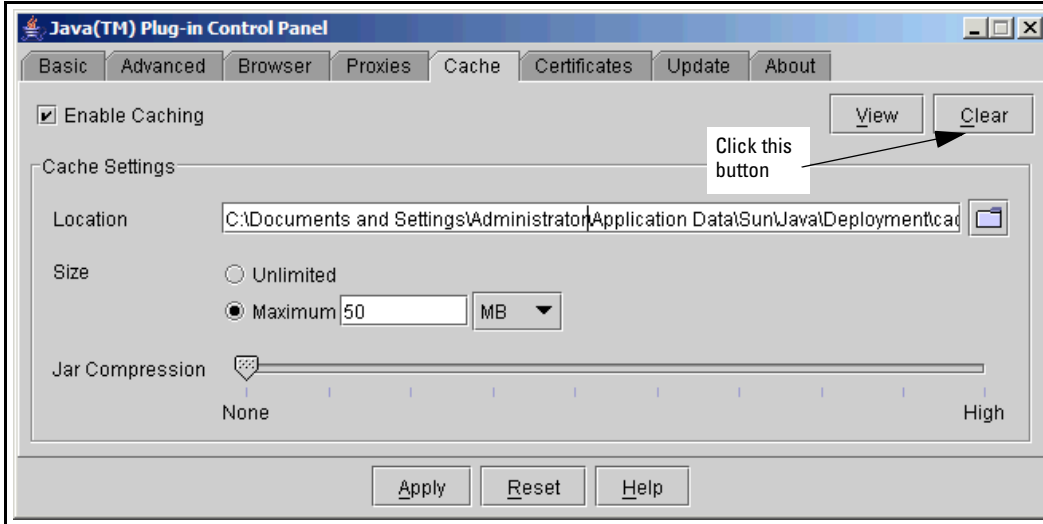 Java(TM) Plug-in Control Panel
Basic Advanced Browser Proxies Cache Certificates Update About
Enable Caching View Clear
Click this
button
Cache Settings
Location C:\Documents and Settings\Administrator\Application Data\Sun\Java\Deployment\cac
Size Unlimited
Maximum 50 MB
Jar Compression
None High
Apply Reset Help